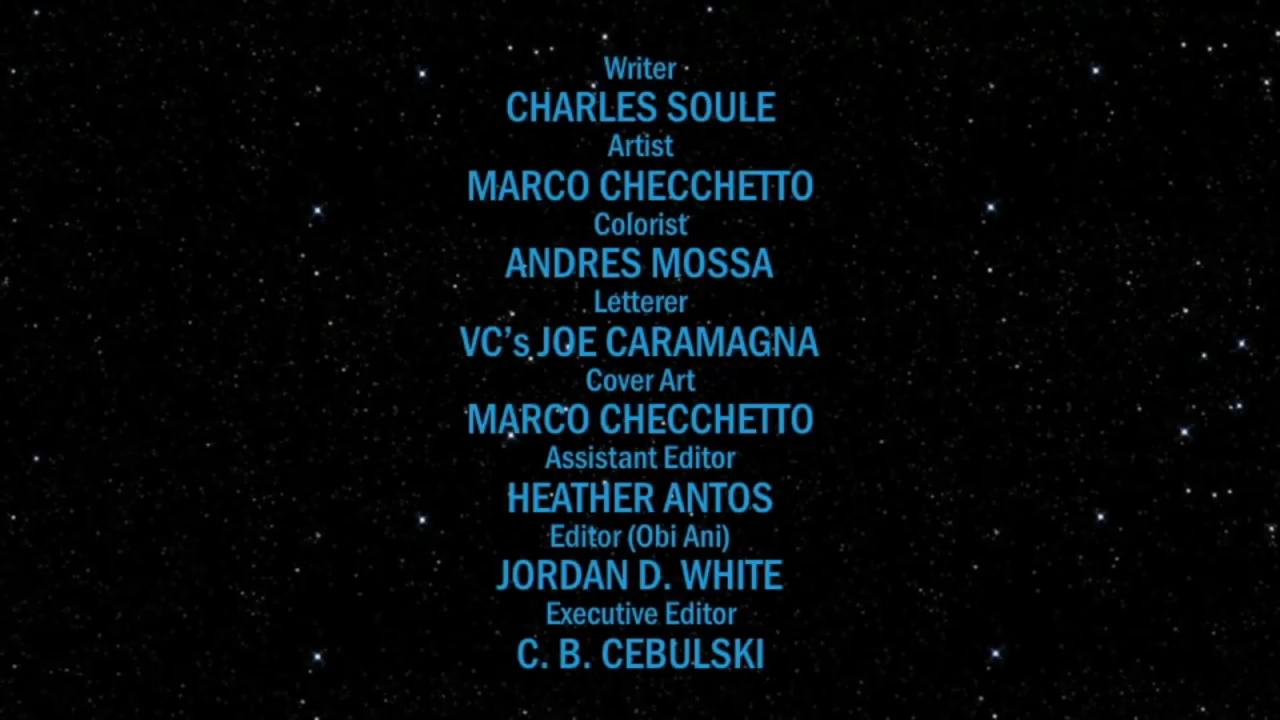 Writer
CHARLES SOULE
Artist
MARCO CHECCHETTO
Colorist
ANDRES MOSSA
Letterer
VC's JOE CARAMAGNA
Cover Art
MARCO CHECCHETTO
Assistant Editor
HEATHER ANTOS
Editor (Obi Ani)
JORDAN D. WHITE
Executive Editor
C. B. CEBULSKI